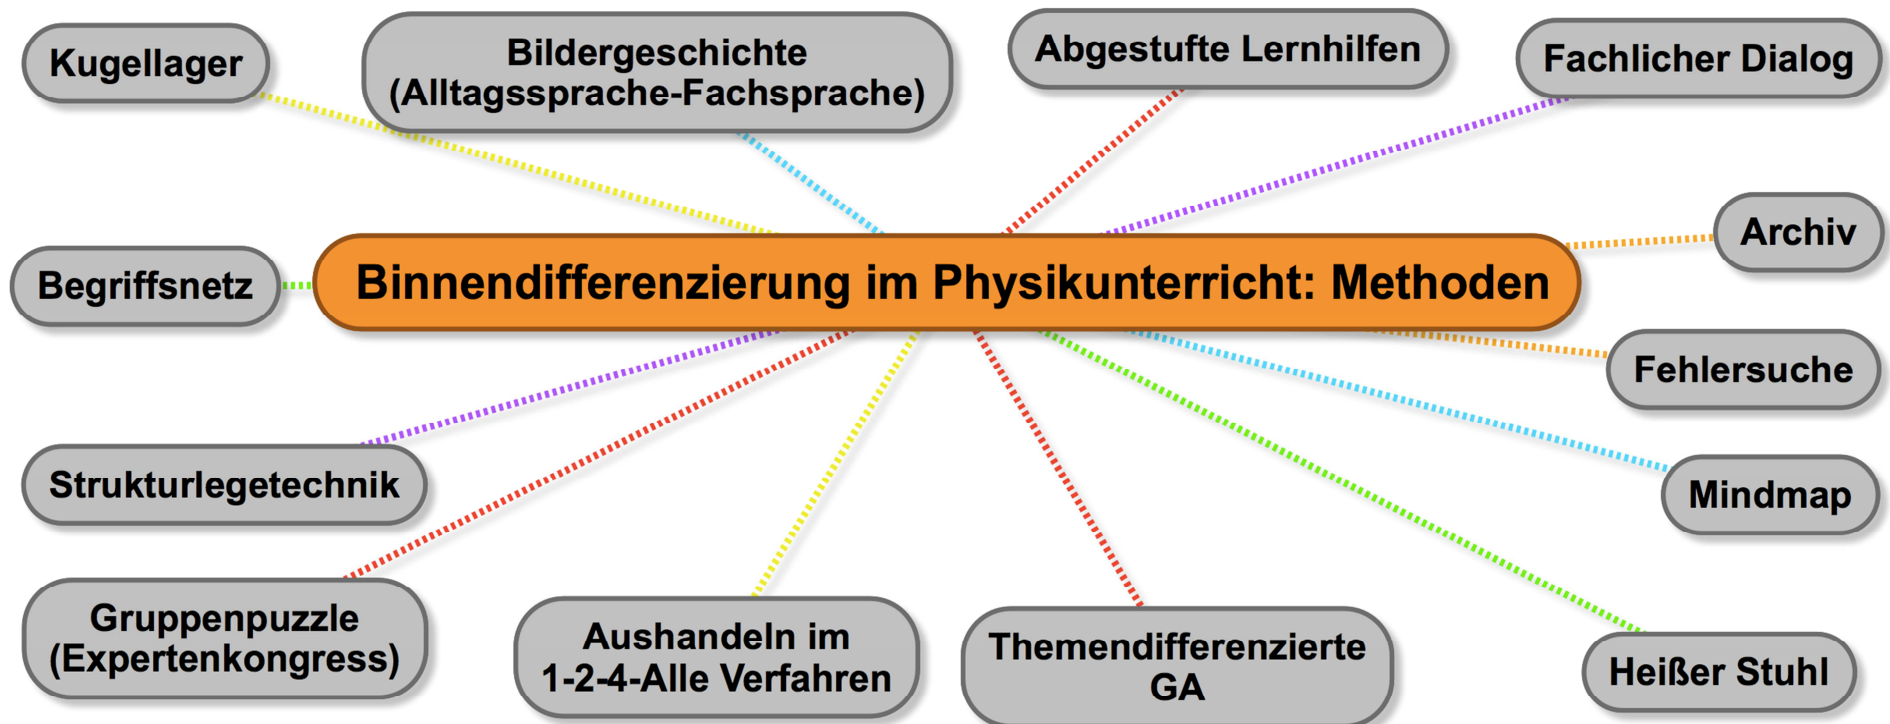 Kugellager
Bildergeschichte
(Alltagssprache-Fachsprache)
Abgestufte Lernhilfen
Fachlicher Dialog
Archiv
Begriffsnetz
Binnendifferenzierung im Physikunterricht: Methoden
Fehlersuche
Strukturlegetechnik
Mindmap
Gruppenpuzzle
(Expertenkongress)
Aushandeln im
1-2-4-Alle Verfahren
Themendifferenzierte
GA
Heißer Stuhl